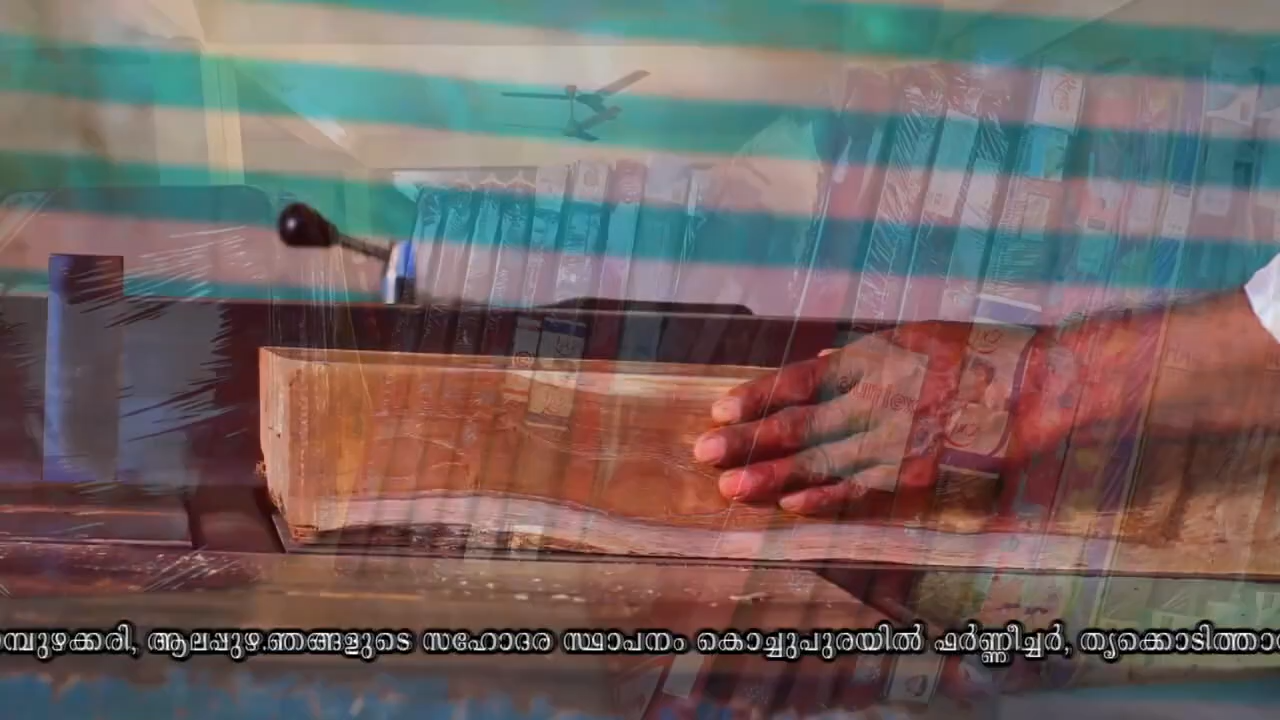 മ്പുഴക്കരി, ആലപ്പുഴ.ഞങ്ങളുടെ സഹോദര സ്ഥാപനം കൊച്ചുപുരയിൽ ഫർണ്ണീച്ചർ, തൃക്കൊടിത്താ